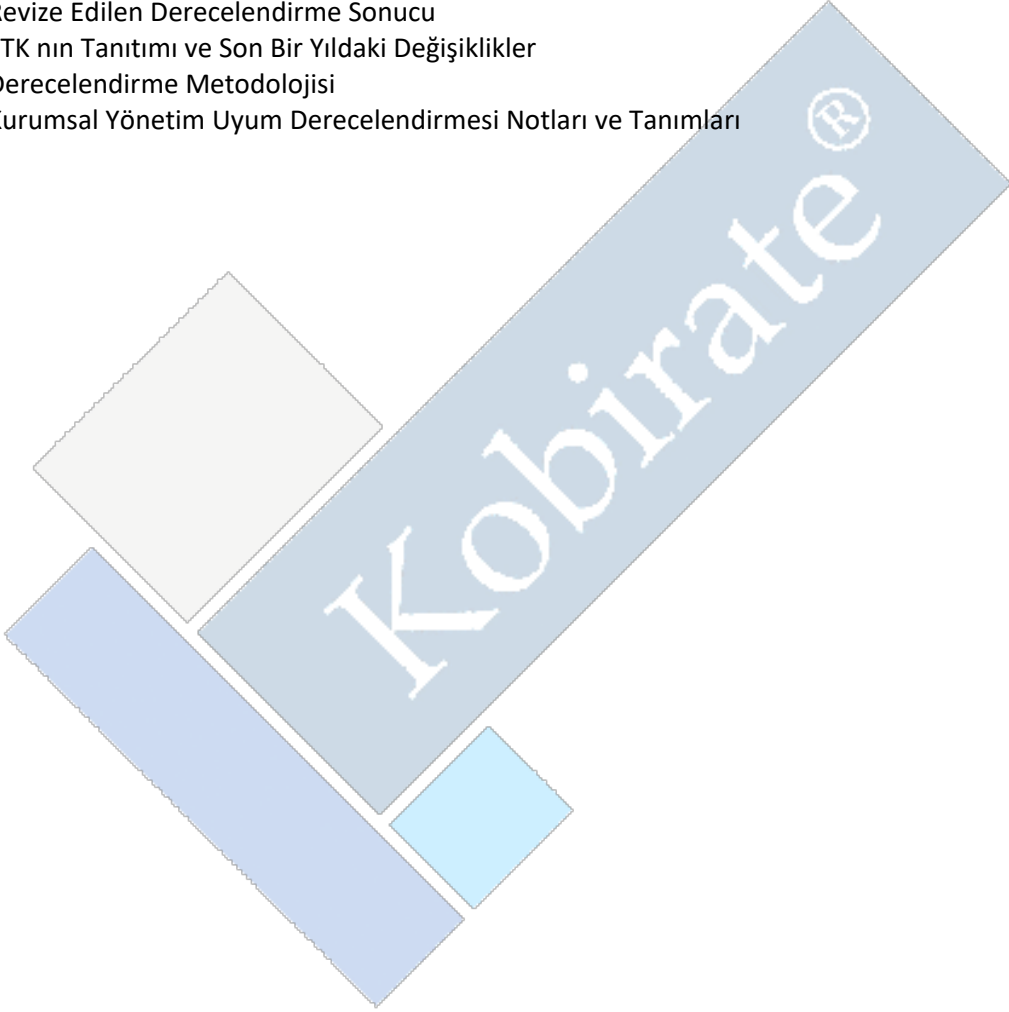 Revize Edilen Derecelendirme Sonucu
TK nın Tanıtımı ve Son Bir Yıldaki Değişiklikler
Derecelendirme Metodolojisi
Kurumsal Yönetim Uyum Derecelendirmesi Notları ve Tanımları
Kobirate ®